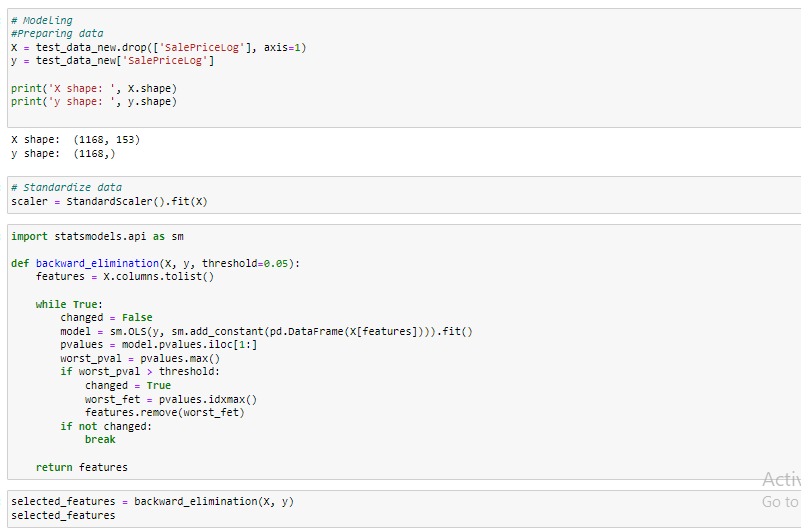 # Modeling
#Preparing data
X = test_data_new.drop(['SalePriceLog'], axis=1)
y = test_data_new['SalePriceLog']
print('X shape: ', X.shape)
print('y shape: ', y.shape)
X shape:  (1168, 153)
y shape:  (1168,)
# Standardize data
scaler = StandardScaler().fit(X)
import statsmodels.api as sm
def backward_elimination(X, y, threshold=0.05):
    features = X.columns.tolist()
    while True:
        changed = False
        model = sm.OLS(y, sm.add_constant(pd.DataFrame(X[features]))).fit()
        pvalues = model.pvalues.iloc[1:]
        worst_pval = pvalues.max()
        if worst_pval > threshold:
            changed = True
            worst_fet = pvalues.idxmax()
            features.remove(worst_fet)
        if not changed:
            break
    return features
selected_features = backward_elimination(X, y)
selected_features
Go to